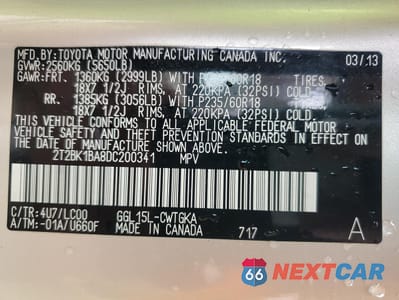 MFD.BY:TOYOTA MOTOR MANUFACTURING CANADA INC. 03/13
GVWR:2560KG (5650LB)
GAWR:FRT. 1360KG (2999LB) WITH P235/60R18 TIRES,
18X7 1/2J RIMS, AT 220KPA (32PSI) COLD.
RR. 1385KG (3056LB) WITH P235/60R18 TIRES,
18X7 1/2J RIMS, AT 220KPA (32PSI) COLD.
THIS VEHICLE CONFORMS TO ALL APPLICABLE FEDERAL MOTOR
VEHICLE SAFETY AND THEFT PREVENTION STANDARDS IN
EFFECT ON THE DATE OF MANUFACTURE SHOWN ABOVE.
2T2BK1BA8DC200341 MPV
C/TR:4U7/LC00 GGL15L-CWTGKA A
A/TM:-01A/U660F MADE IN CANADA 717
66 NEXTCAR